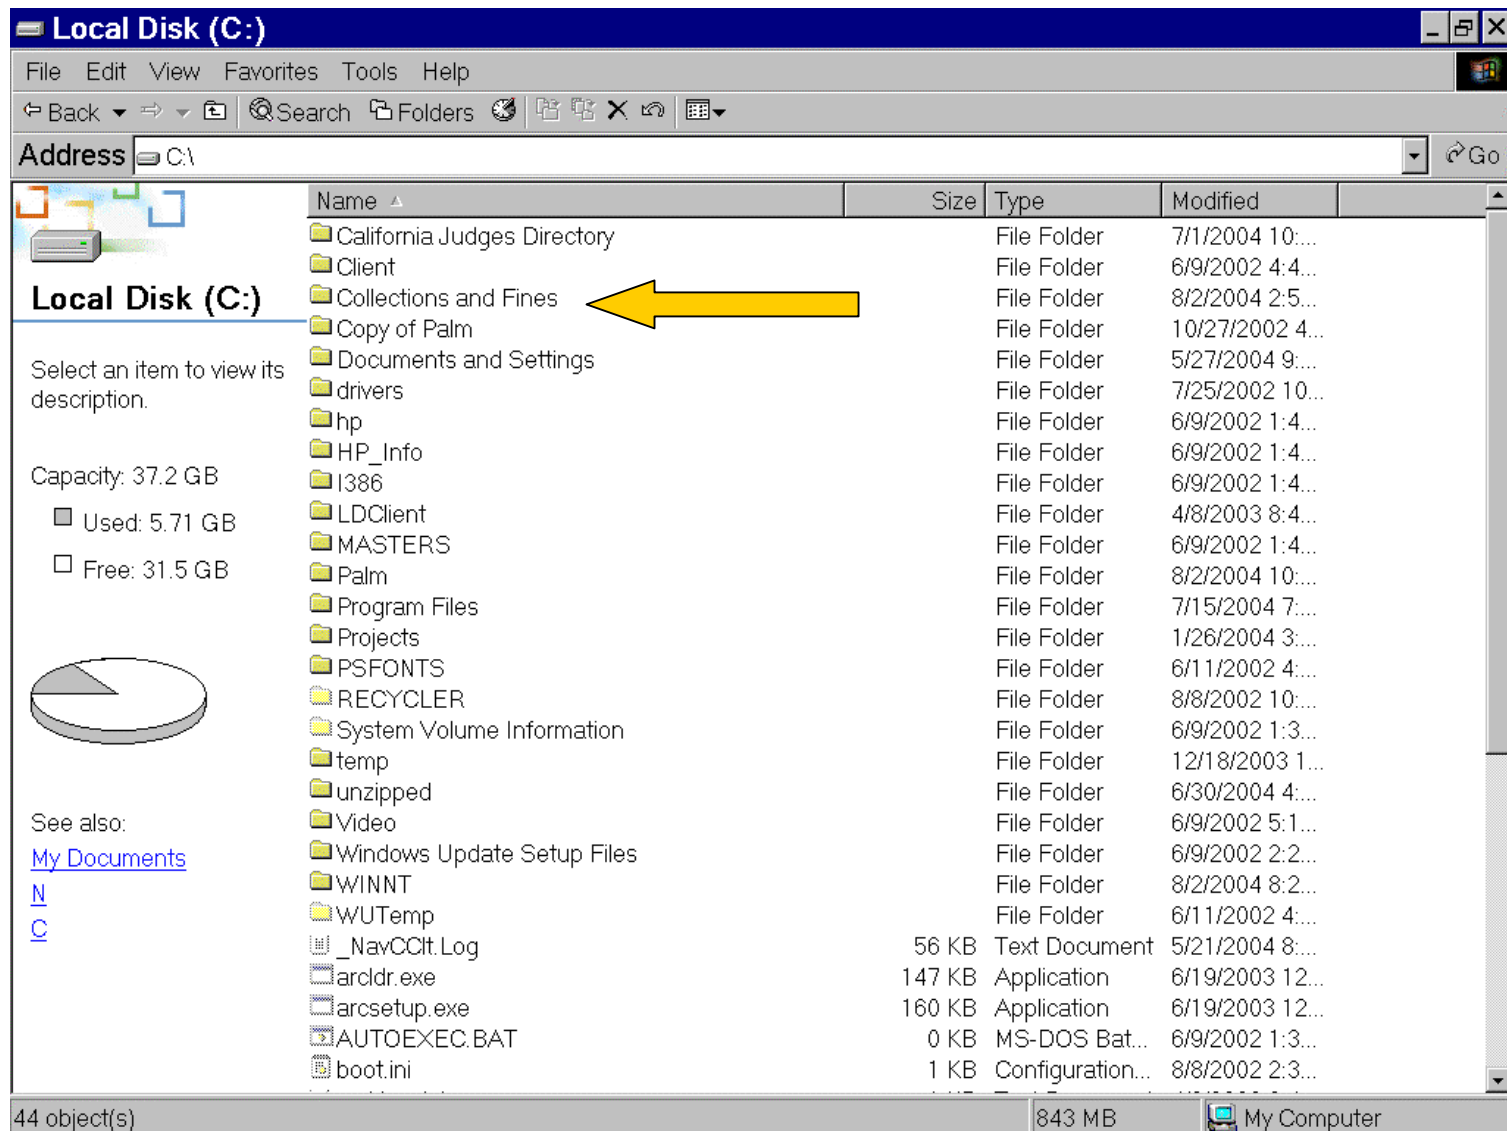 Local Disk (C:)
File Edit View Favorites Tools Help
Back Search Folders
Address C:\ Go
Name Size Type Modified
California Judges Directory File Folder 7/1/2004 10:...
Client File Folder 6/9/2002 4:4...
Local Disk (C:)
Collections and Fines File Folder 8/2/2004 2:5...
Copy of Palm File Folder 10/27/2002 4...
Documents and Settings File Folder 5/27/2004 9:...
Select an item to view its
description.
drivers File Folder 7/25/2002 10...
hp File Folder 6/9/2002 1:4...
HP_Info File Folder 6/9/2002 1:4...
Capacity: 37.2 GB
I386 File Folder 6/9/2002 1:4...
LDClient File Folder 4/8/2003 8:4...
Used: 5.71 GB
MASTERS File Folder 6/9/2002 1:4...
Free: 31.5 GB
Palm File Folder 8/2/2004 10:...
Program Files File Folder 7/15/2004 7:...
Projects File Folder 1/26/2004 3:...
PSFONTS File Folder 6/11/2002 4:...
RECYCLER File Folder 8/8/2002 10:...
System Volume Information File Folder 6/9/2002 1:3...
temp File Folder 12/18/2003 1...
unzipped File Folder 6/30/2004 4:...
See also:
Video File Folder 6/9/2002 5:1...
My Documents
Windows Update Setup Files File Folder 6/9/2002 2:2...
N
WINNT File Folder 8/2/2004 8:2...
C
WUTemp File Folder 6/11/2002 4:...
_NavCClt.Log 56 KB Text Document 5/21/2004 8:...
arcldr.exe 147 KB Application 6/19/2003 12...
arcsetup.exe 160 KB Application 6/19/2003 12...
AUTOEXEC.BAT 0 KB MS-DOS Bat... 6/9/2002 1:3...
boot.ini 1 KB Configuration... 8/8/2002 2:3...
44 object(s) 843 MB My Computer